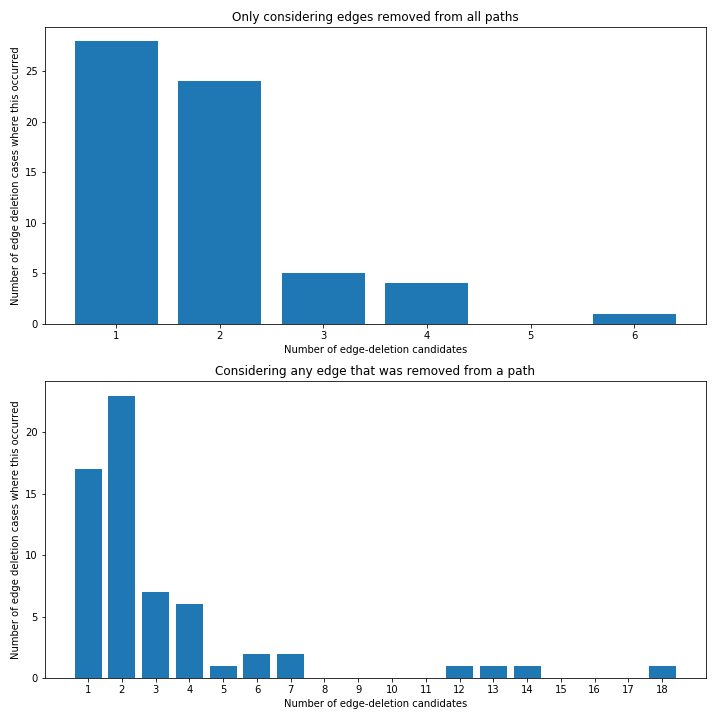 Only considering edges removed from all paths
Number of edge deletion cases where this occurred
25
20
15
10
5
0
1 2 3 4 5 6
Number of edge-deletion candidates
Considering any edge that was removed from a path
Number of edge deletion cases where this occurred
20
15
10
5
0
1 2 3 4 5 6 7 8 9 10 11 12 13 14 15 16 17 18
Number of edge-deletion candidates